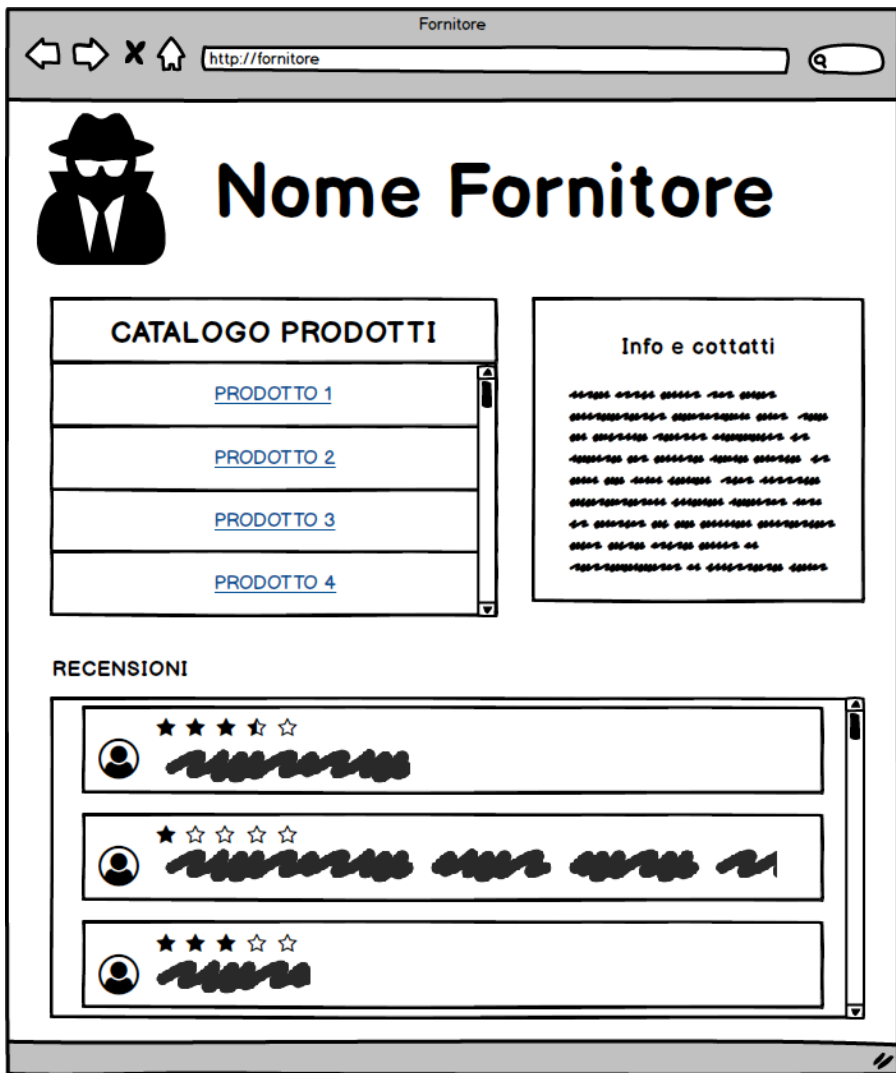 Fornitore
http://fornitore
Nome Fornitore
CATALOGO PRODOTTI
PRODOTTO 1
PRODOTTO 2
PRODOTTO 3
PRODOTTO 4
Info e cottatti
RECENSIONI